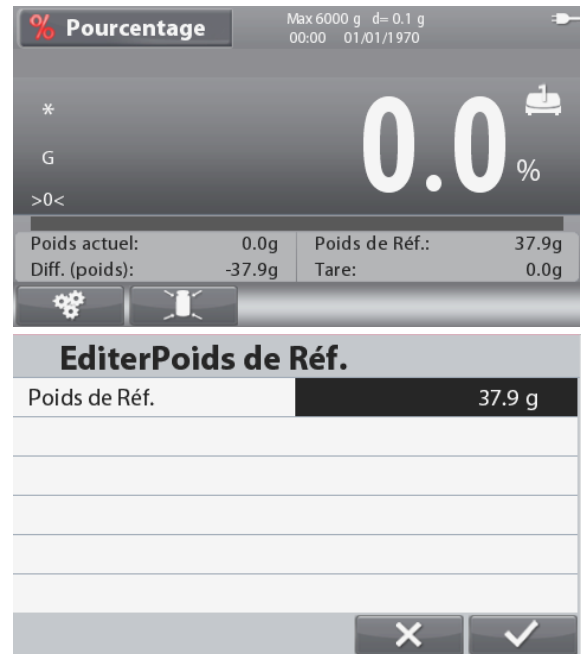 % Pourcentage
Max 6000 g d= 0.1 g
00:00 01/01/1970
*
G
>0<
0.0 %
1
Poids actuel: 0.0g Poids de Réf.: 37.9g
Diff. (poids): -37.9g Tare: 0.0g
EditerPoids de Réf.
Poids de Réf. 37.9 g